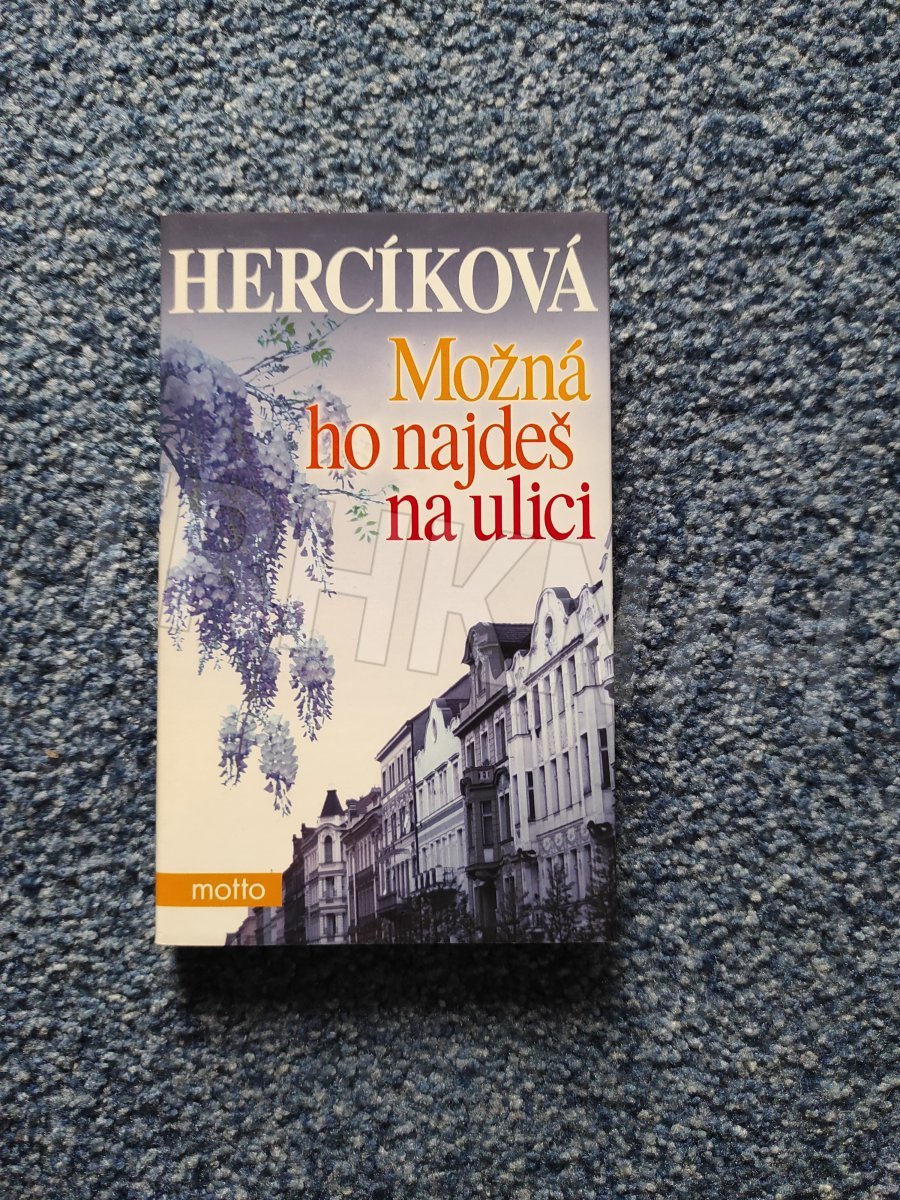 HERCÍKOVÁ
Možná
ho najdeš
na ulici
motto